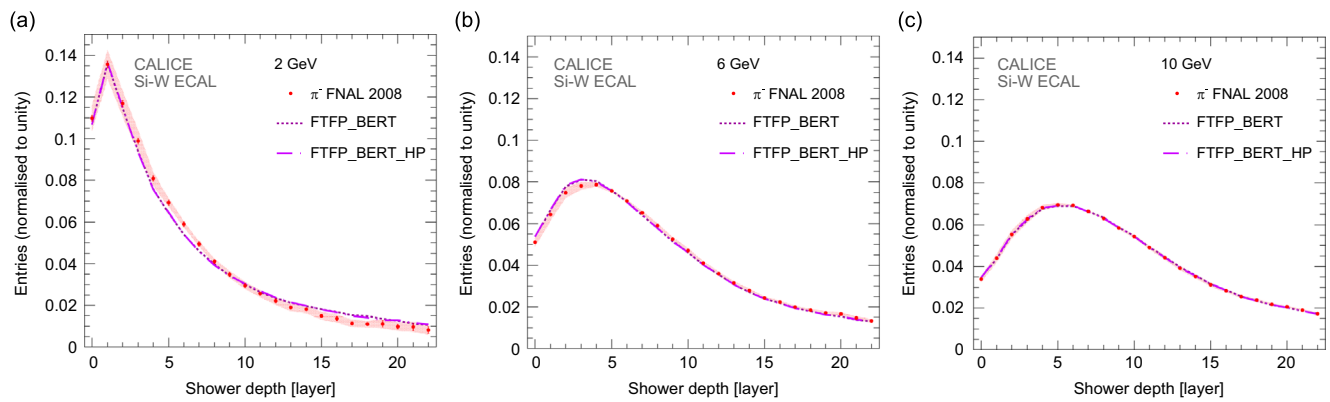 (a)
Entries (normalised to unity)
0.14
0.12
0.1
0.08
0.06
0.04
0.02
0
CALICE
Si-W ECAL
2 GeV
π⁻ FNAL 2008
FTFP_BERT
FTFP_BERT_HP
0 5 10 15 20
Shower depth [layer]
(b)
Entries (normalised to unity)
0.14
0.12
0.1
0.08
0.06
0.04
0.02
0
CALICE
Si-W ECAL
6 GeV
π⁻ FNAL 2008
FTFP_BERT
FTFP_BERT_HP
0 5 10 15 20
Shower depth [layer]
(c)
Entries (normalised to unity)
0.14
0.12
0.1
0.08
0.06
0.04
0.02
0
CALICE
Si-W ECAL
10 GeV
π⁻ FNAL 2008
FTFP_BERT
FTFP_BERT_HP
0 5 10 15 20
Shower depth [layer]